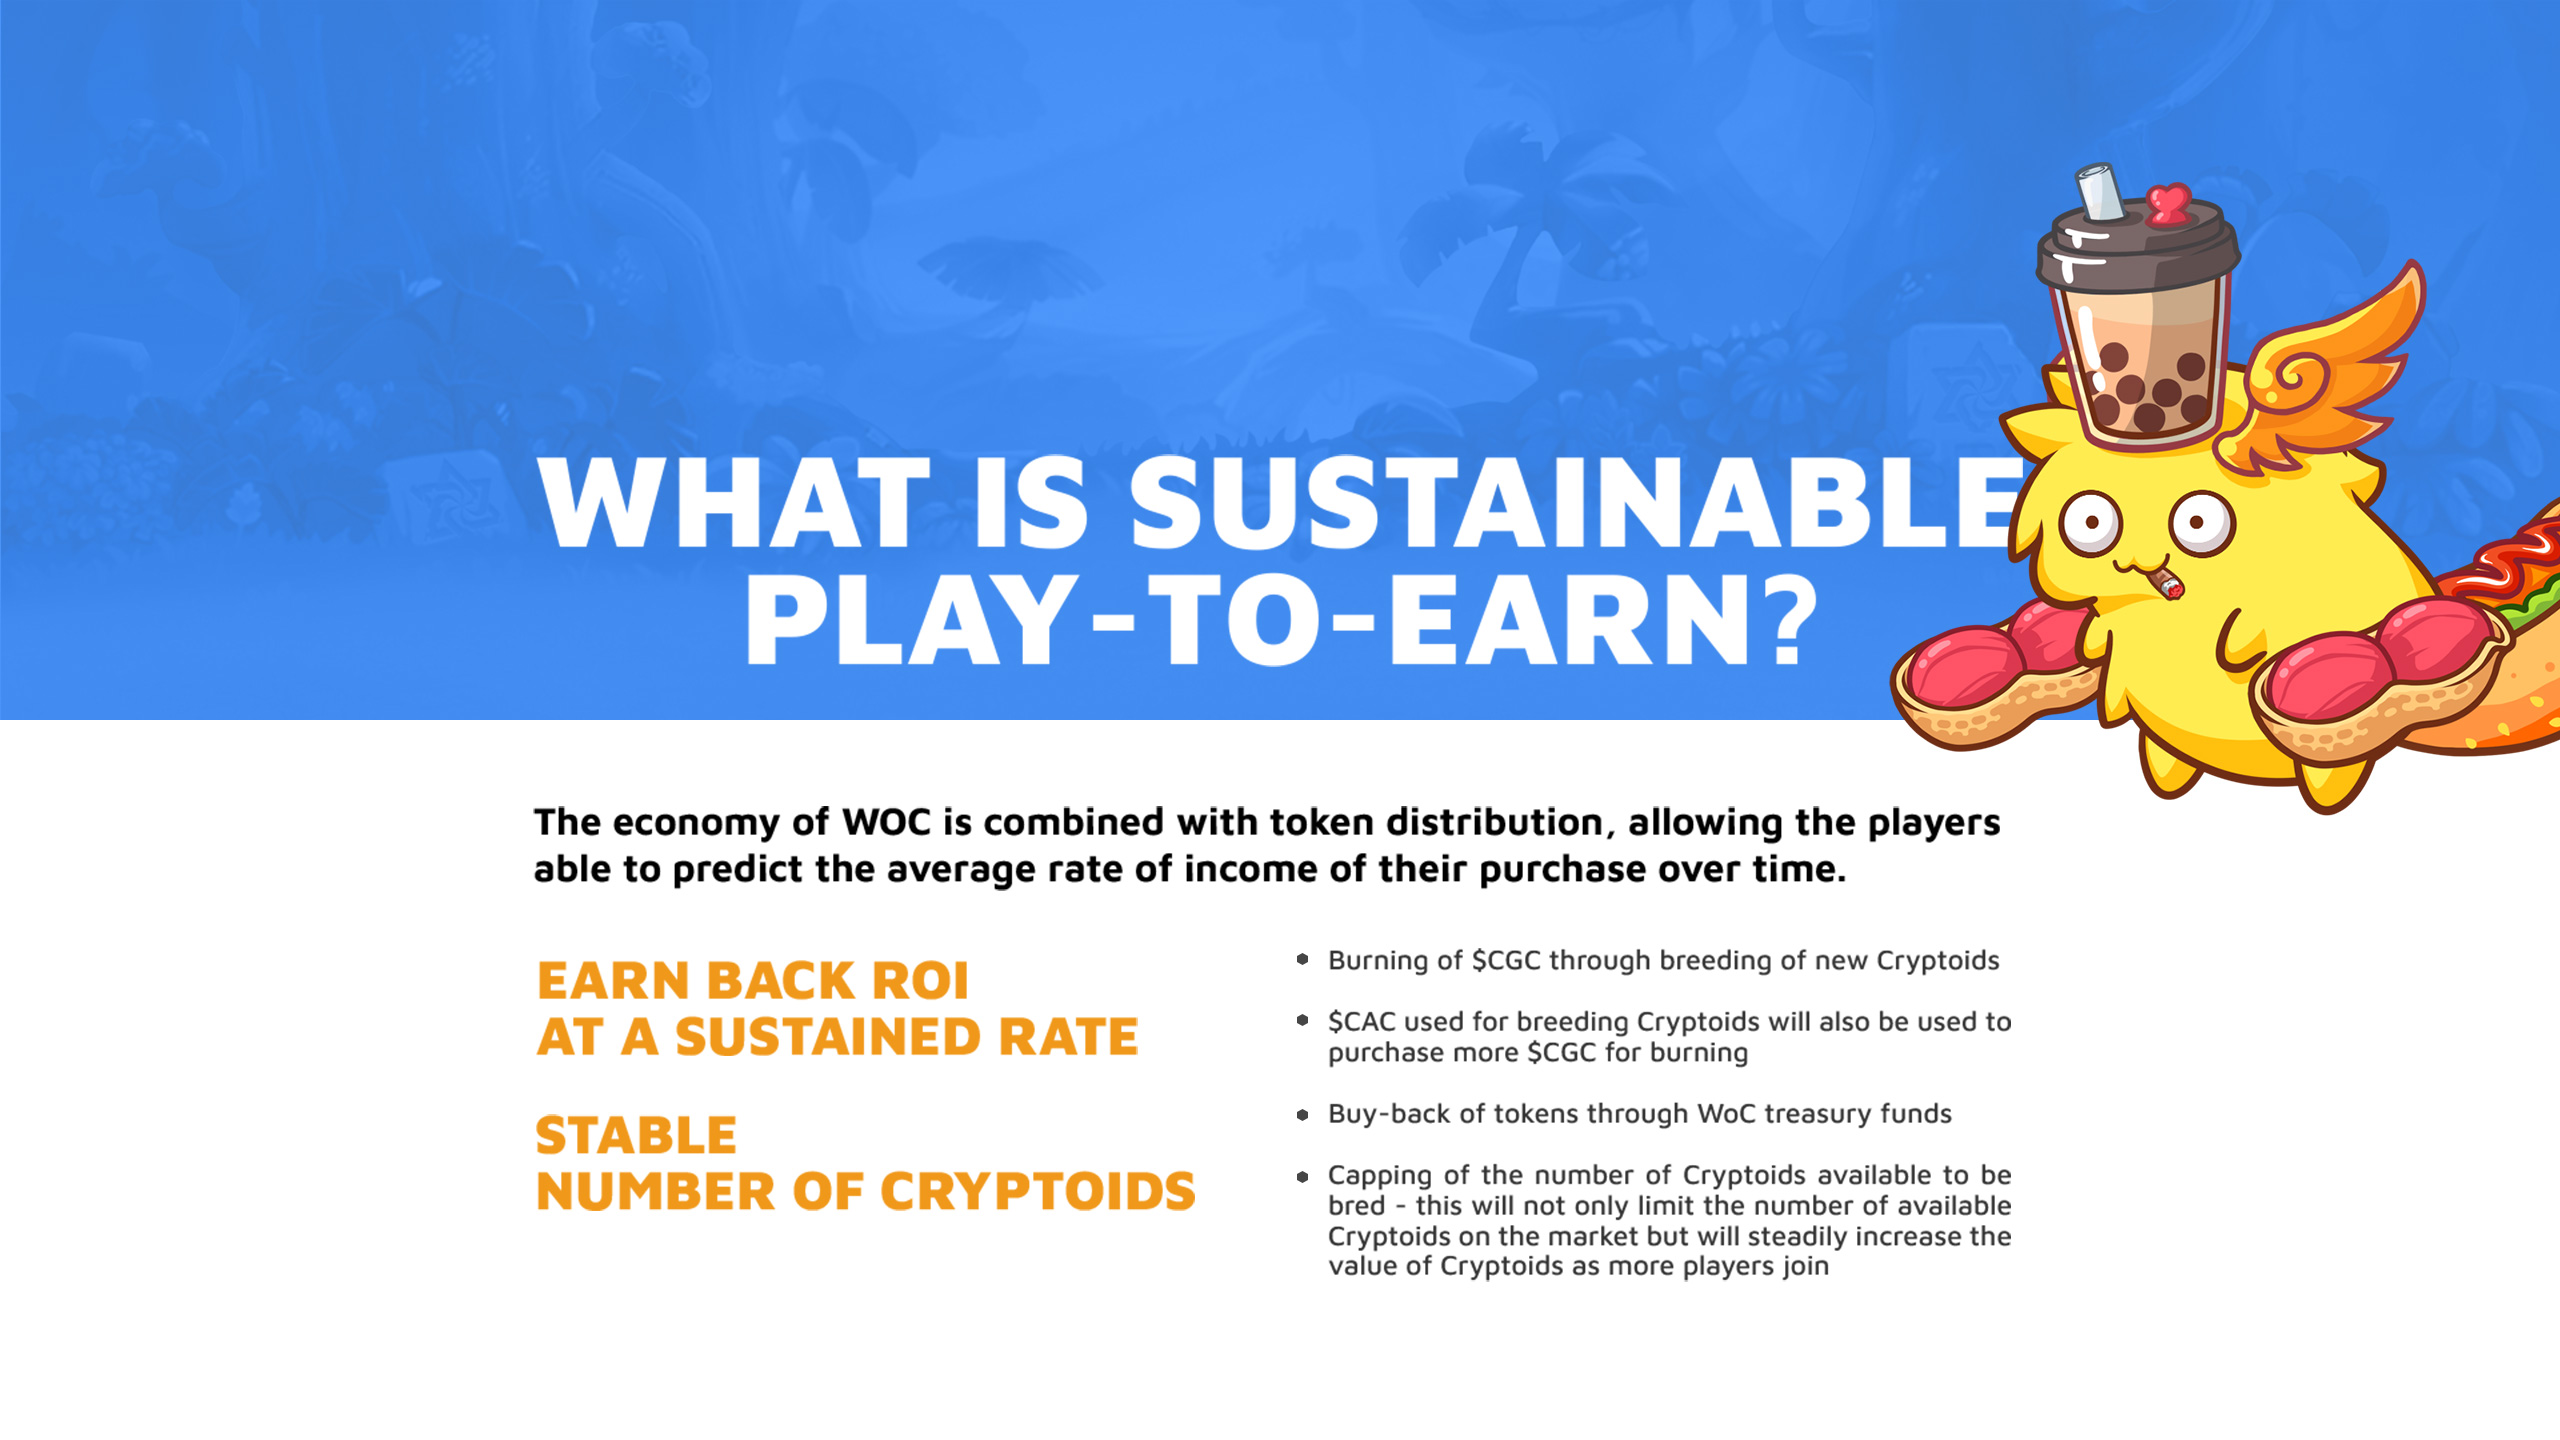 WHAT IS SUSTAINABLE
PLAY-TO-EARN?
The economy of WOC is combined with token distribution, allowing the players
able to predict the average rate of income of their purchase over time.
EARN BACK ROI
AT A SUSTAINED RATE
STABLE
NUMBER OF CRYPTOIDS
Burning of $CGC through breeding of new Cryptoids
$CAC used for breeding Cryptoids will also be used to
purchase more $CGC for burning
Buy-back of tokens through WoC treasury funds
Capping of the number of Cryptoids available to be
bred - this will not only limit the number of available
Cryptoids on the market but will steadily increase the
value of Cryptoids as more players join